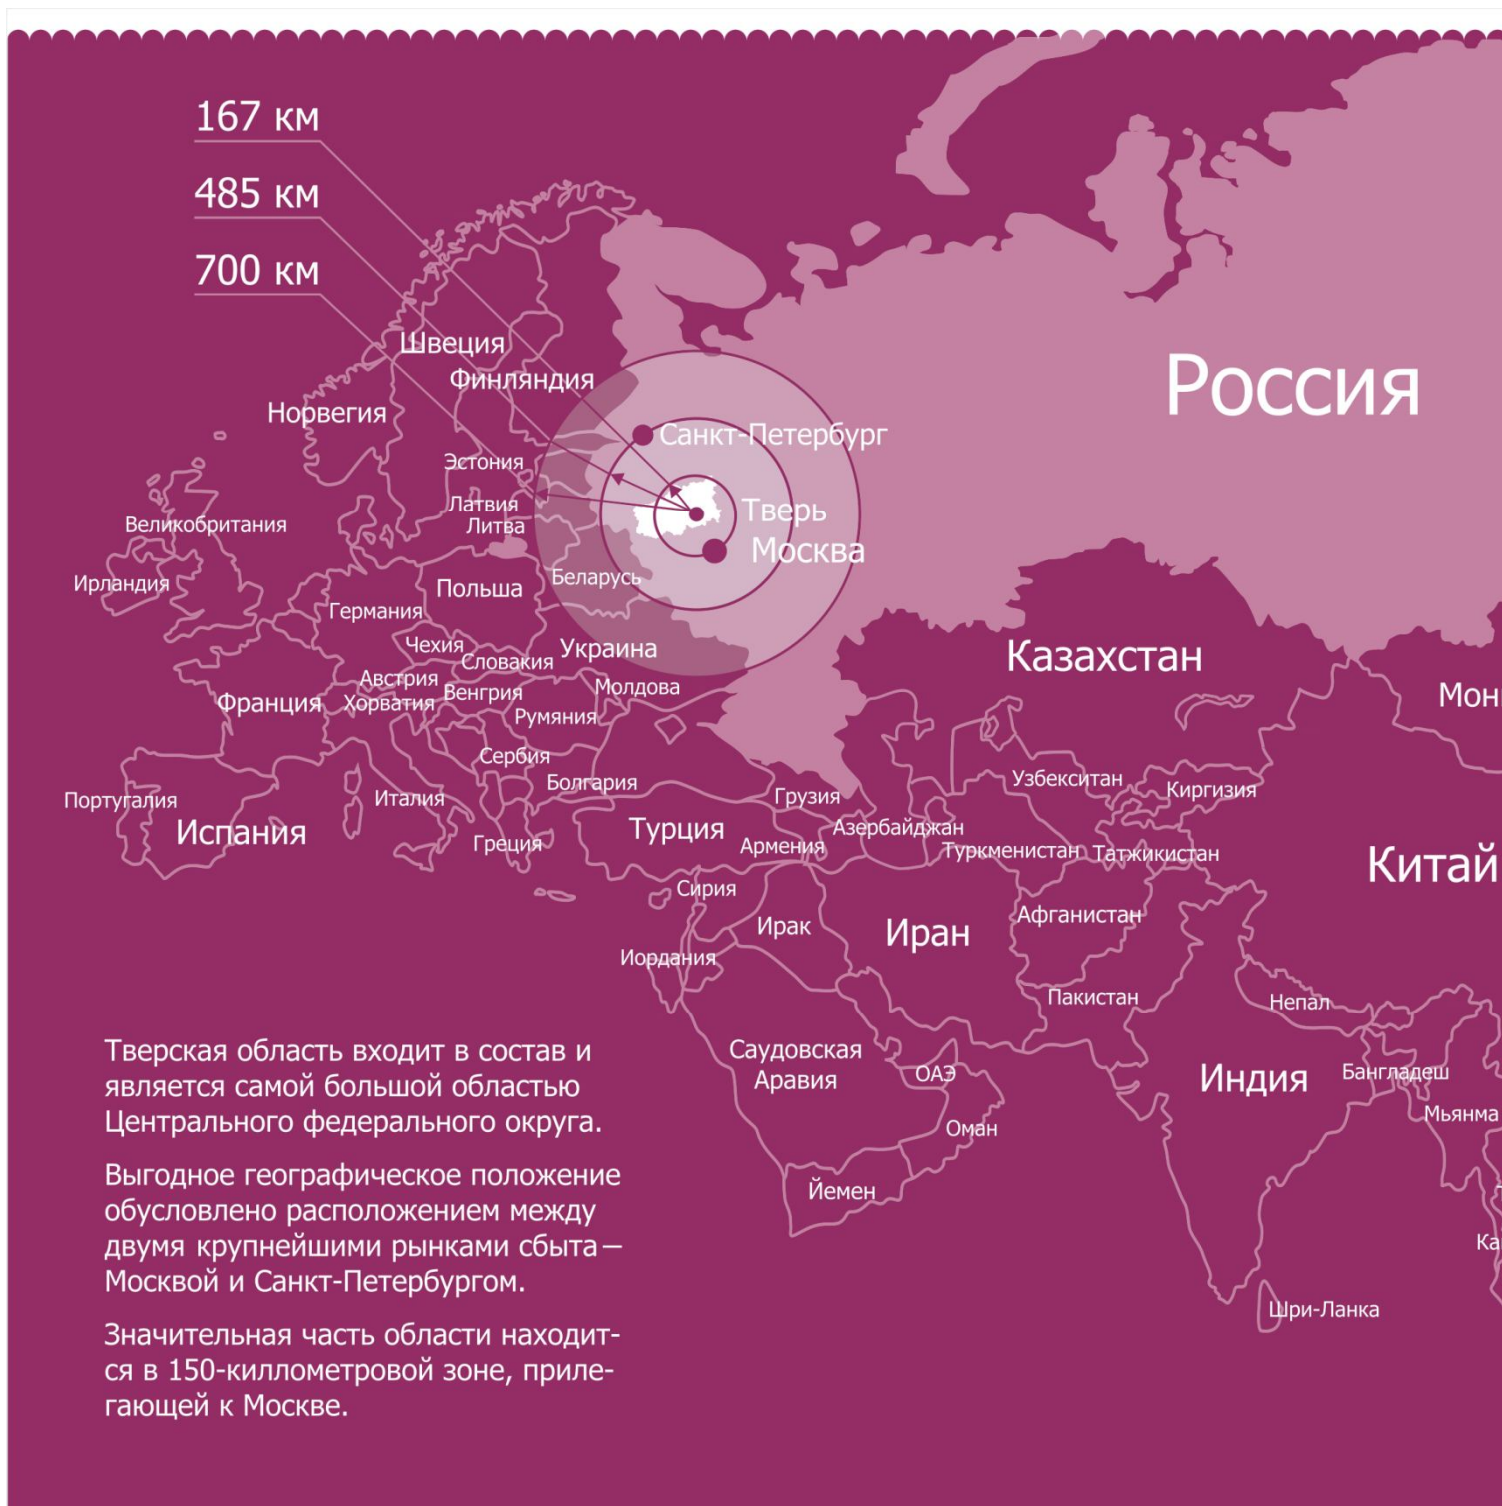 167 км
485 км
700 км
Россия
Швеция
Финляндия
Норвегия
Санкт-Петербург
Эстония
Латвия
Тверь
Великобритания
Литва
Москва
Ирландия
Беларусь
Польша
Германия
Чехия
Украина
Словакия
Казахстан
Австрия
Венгрия
Молдова
Франция
Хорватия
Румыния
Мон
Сербия
Болгария
Узбекситан
Киргизия
Португалия
Италия
Грузия
Испания
Турция
Азербайджан
Греция
Армения
Туркменистан
Татжикистан
Китай
Сирия
Афганистан
Ирак
Иран
Иордания
Пакистан
Непал
Саудовская
Аравия
ОАЭ
Индия
Бангладеш
Мьянма
Оман
Йемен
Ка
Шри-Ланка
Тверская область входит в состав и
является самой большой областью
Центрального федерального округа.
Выгодное географическое положение
обусловлено расположением между
двумя крупнейшими рынками сбыта —
Москвой и Санкт-Петербургом.
Значительная часть области находит-
ся в 150-киллометровой зоне, приле-
гающей к Москве.